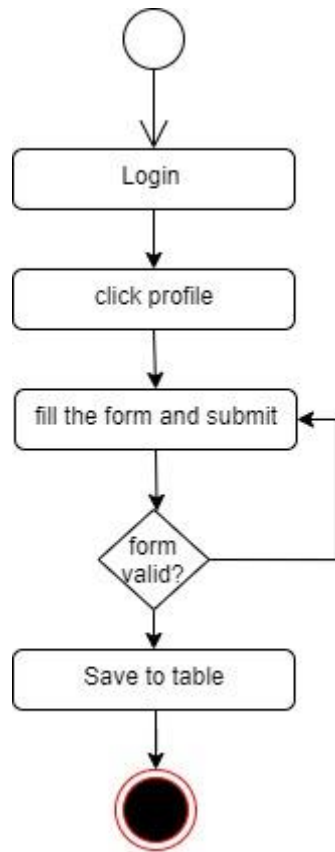 Login
click profile
fill the form and submit
form
valid?
Save to table